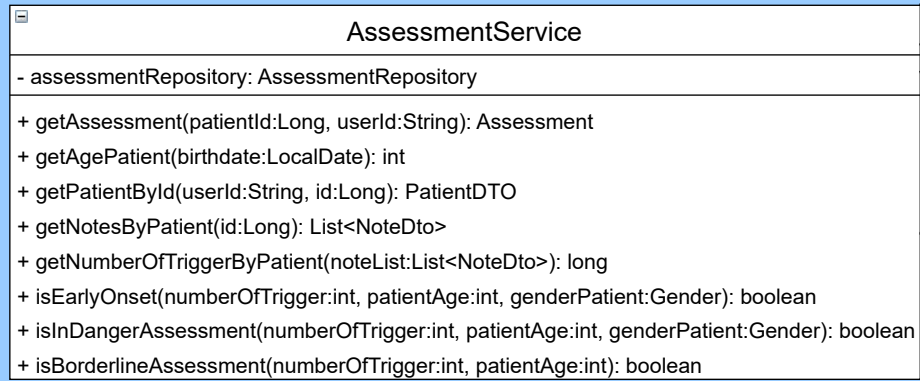 AssessmentService
- assessmentRepository: AssessmentRepository
+ getAssessment(patientId:Long, userId:String): Assessment
+ getAgePatient(birthdate:LocalDate): int
+ getPatientById(userId:String, id:Long): PatientDTO
+ getNotesByPatient(id:Long): List<NoteDto>
+ getNumberOfTriggerByPatient(noteList:List<NoteDto>): long
+ isEarlyOnset(numberOfTrigger:int, patientAge:int, genderPatient:Gender): boolean
+ isInDangerAssessment(numberOfTrigger:int, patientAge:int, genderPatient:Gender): boolean
+ isBorderlineAssessment(numberOfTrigger:int, patientAge:int): boolean